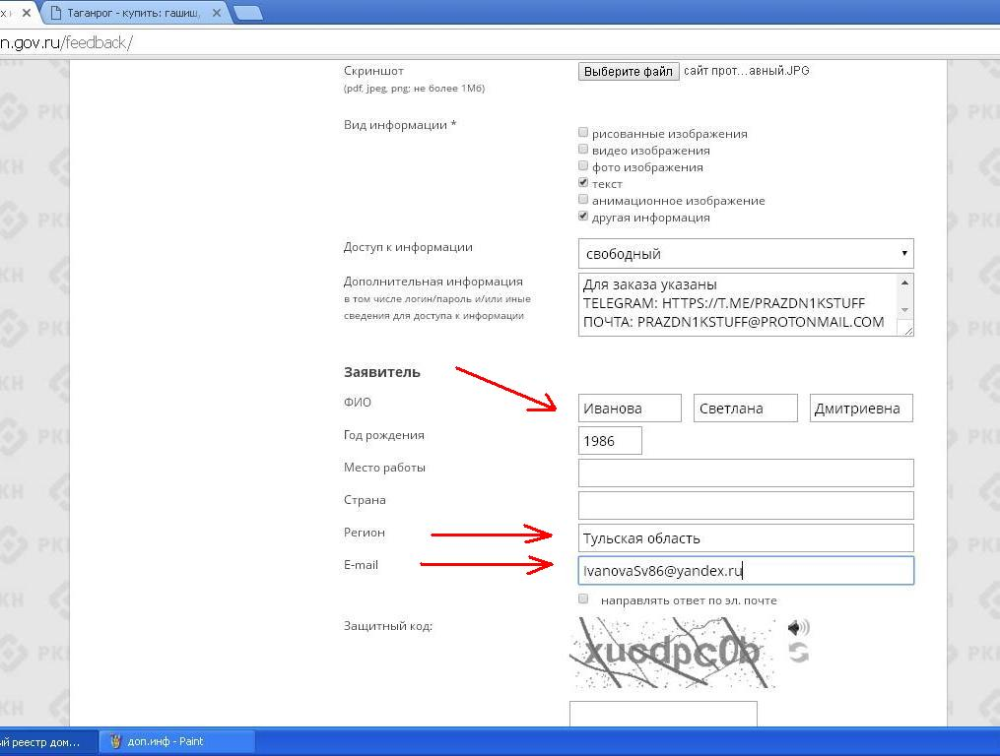 Таганрог - купить: гашиш,
n.gov.ru/feedback/
Скриншот
(pdf, jpeg, png; не более 1Мб)
Выберите файл сайт прот...авный.JPG
Вид информации *
рисованные изображения
видео изображения
фото изображения
текст
анимационное изображение
другая информация
Доступ к информации
свободный
Дополнительная информация
в том числе логин/пароль и/или иные
сведения для доступа к информации
Для заказа указаны
TELEGRAM: HTTPS://T.ME/PRAZDN1KSTUFF
ПОЧТА: PRAZDN1KSTUFF@PROTONMAIL.COM
Заявитель
ФИО
Иванова Светлана Дмитриевна
Год рождения
1986
Место работы
Страна
Регион
Тульская область
E-mail
IvanovaSv86@yandex.ru
направлять ответ по эл. почте
Защитный код:
xucdpc0b
ый реестр дом...
доп.инф - Paint